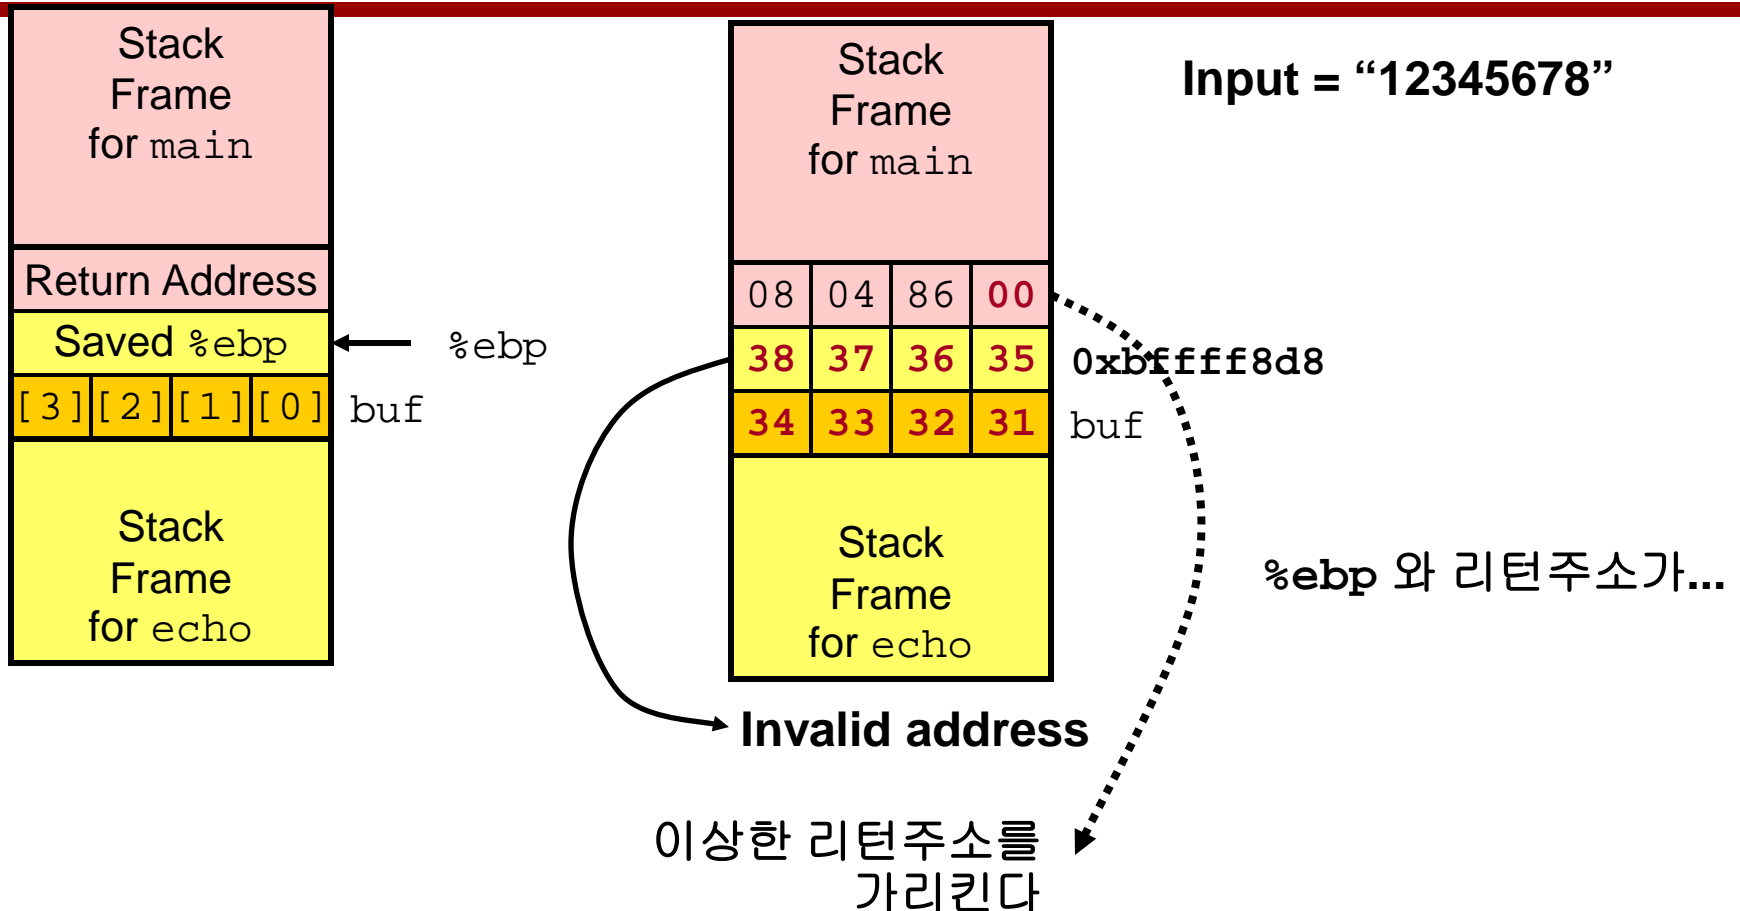 Stack
Frame
for main
Return Address
Saved %ebp
%ebp
[3] [2] [1] [0]
buf
Stack
Frame
for echo
Stack
Frame
for main
08 04 86 00
38 37 36 35
0xbffff8d8
34 33 32 31
buf
Stack
Frame
for echo
Input = “12345678”
%ebp 와 리턴주소가...
Invalid address
이상한 리턴주소를
가리킨다